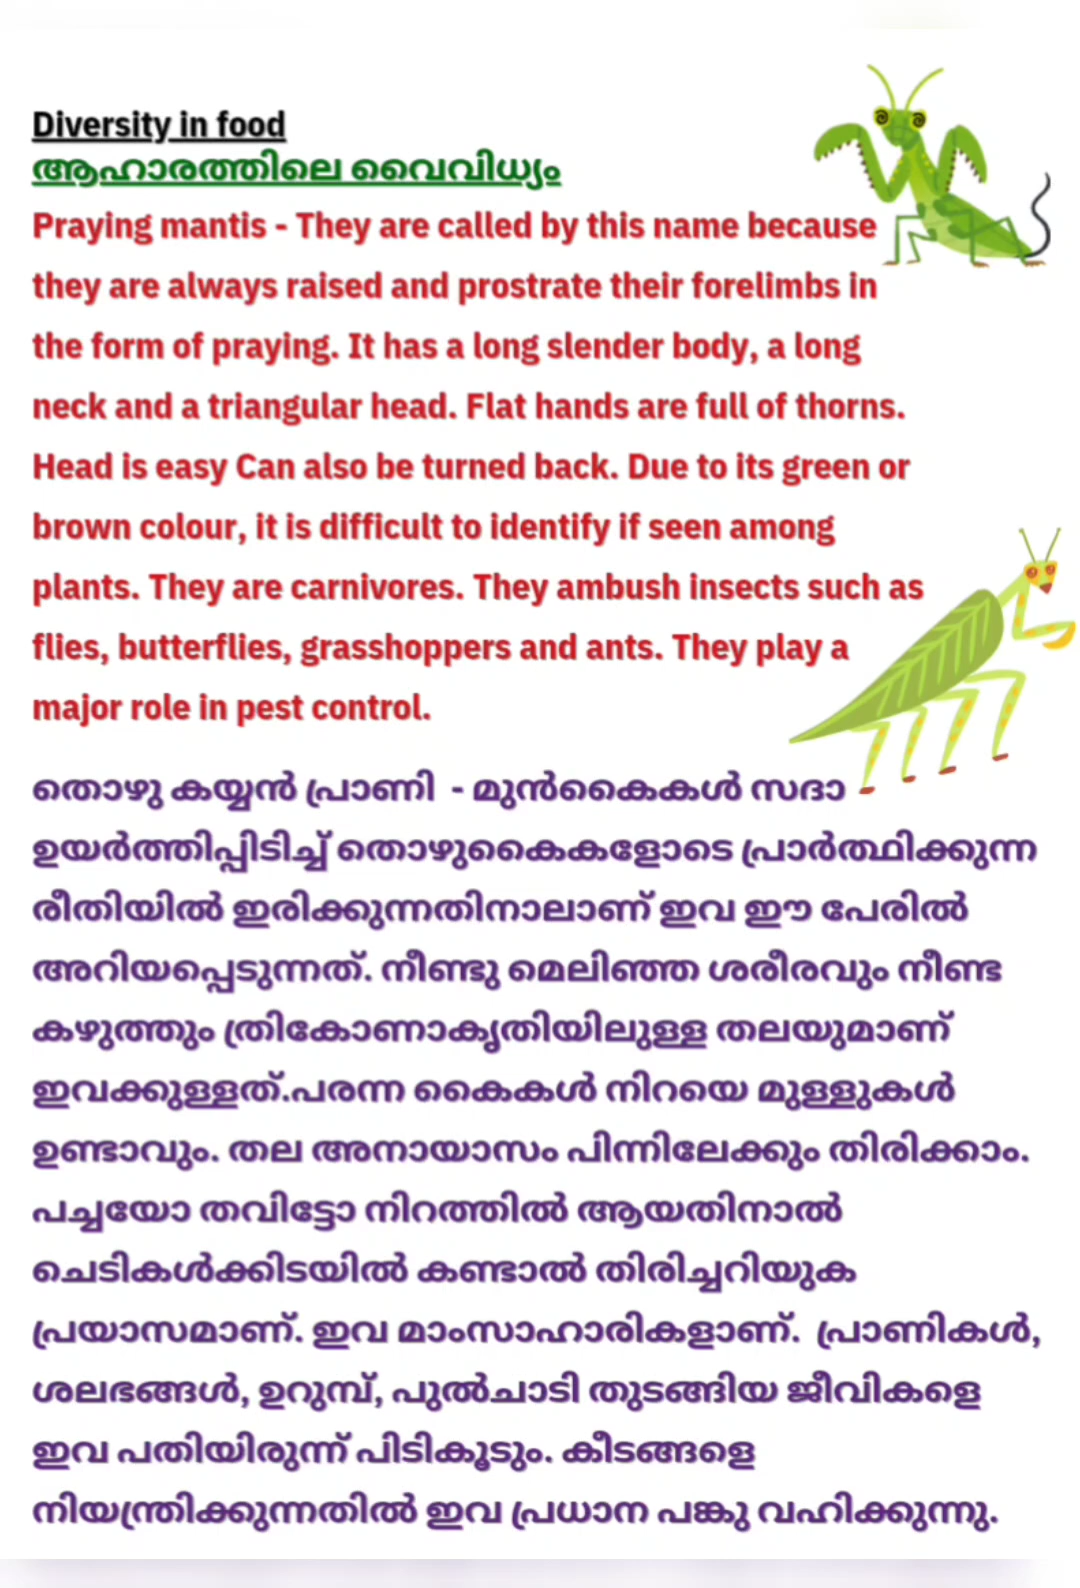 Diversity in food
ആഹാരത്തിലെ വൈവിധ്യം
Praying mantis - They are called by this name because
they are always raised and prostrate their forelimbs in
the form of praying. It has a long slender body, a long
neck and a triangular head. Flat hands are full of thorns.
Head is easy Can also be turned back. Due to its green or
brown colour, it is difficult to identify if seen among
plants. They are carnivores. They ambush insects such as
flies, butterflies, grasshoppers and ants. They play a
major role in pest control.
തൊഴു കയ്യൻ പ്രാണി - മുൻകൈകൾ സദാ
ഉയർത്തിപ്പിടിച്ച് തൊഴുകൈകളോടെ പ്രാർത്ഥിക്കുന്ന
രീതിയിൽ ഇരിക്കുന്നതിനാലാണ് ഇവ ഈ പേരിൽ
അറിയപ്പെടുന്നത്. നീണ്ടു മെലിഞ്ഞ ശരീരവും നീണ്ട
കഴുത്തും ത്രികോണാകൃതിയിലുള്ള തലയുമാണ്
ഇവക്കുള്ളത്.പരന്ന കൈകൾ നിറയെ മുള്ളുകൾ
ഉണ്ടാവും. തല അനായാസം പിന്നിലേക്കും തിരിക്കാം.
പച്ചയോ തവിട്ടോ നിറത്തിൽ ആയതിനാൽ
ചെടികൾക്കിടയിൽ കണ്ടാൽ തിരിച്ചറിയുക
പ്രയാസമാണ്. ഇവ മാംസാഹാരികളാണ്. പ്രാണികൾ,
ശലഭങ്ങൾ, ഉറുമ്പ്, പുൽചാടി തുടങ്ങിയ ജീവികളെ
ഇവ പതിയിരുന്ന് പിടികൂടും. കീടങ്ങളെ
നിയന്ത്രിക്കുന്നതിൽ ഇവ പ്രധാന പങ്കു വഹിക്കുന്നു.